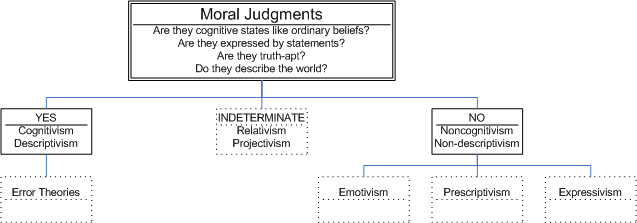 Moral Judgments
Are they cognitive states like ordinary beliefs?
Are they expressed by statements?
Are they truth-apt?
Do they describe the world?
YES
Cognitivism
Descriptivism
INDETERMINATE
Relativism
Projectivism
NO
Noncognitivism
Non-descriptivism
Error Theories
Emotivism
Prescriptivism
Expressivism